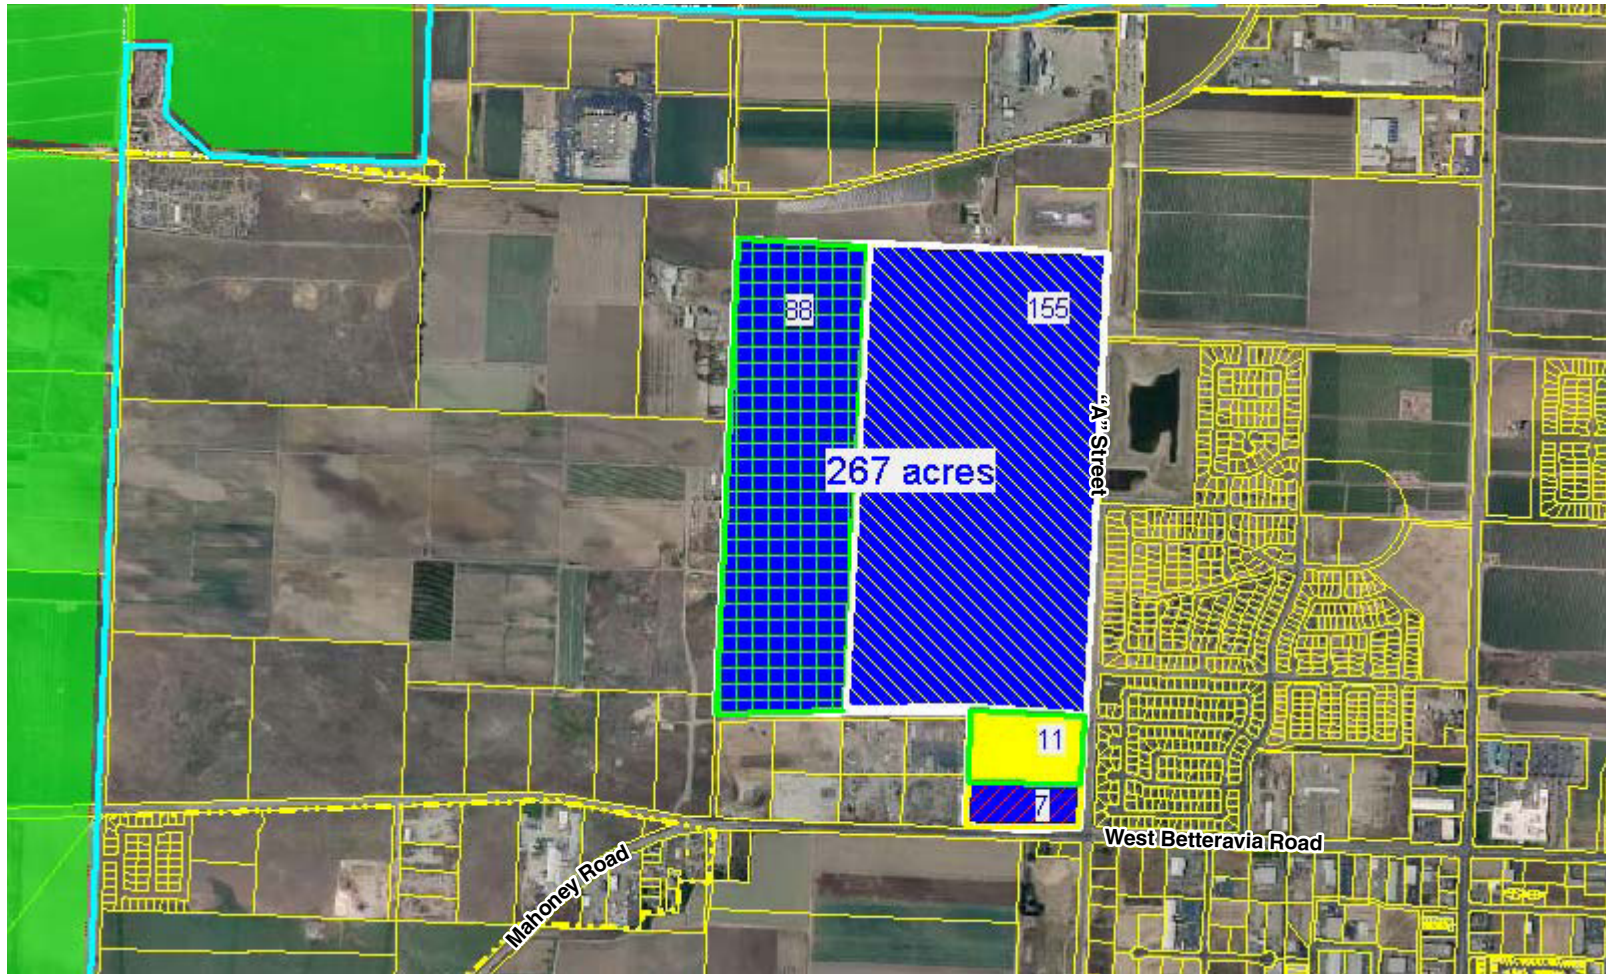 88
155
267 acres
“A” Street
11
7
West Betteravia Road
Mahoney Road